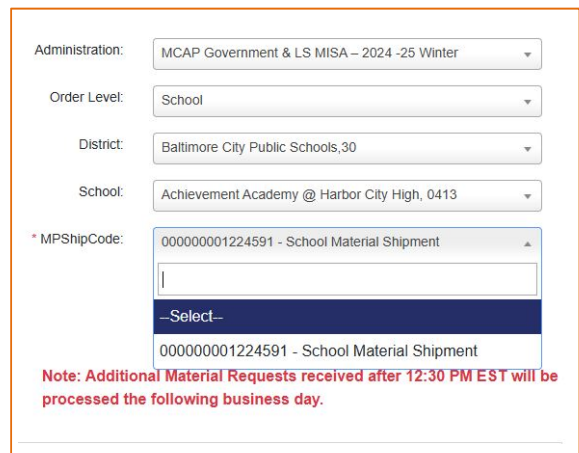 Administration: MCAP Government & LS MISA – 2024 -25 Winter
Order Level: School
District: Baltimore City Public Schools,30
School: Achievement Academy @ Harbor City High, 0413
* MPShipCode: 000000001224591 - School Material Shipment
--Select--
000000001224591 - School Material Shipment
Note: Additional Material Requests received after 12:30 PM EST will be
processed the following business day.